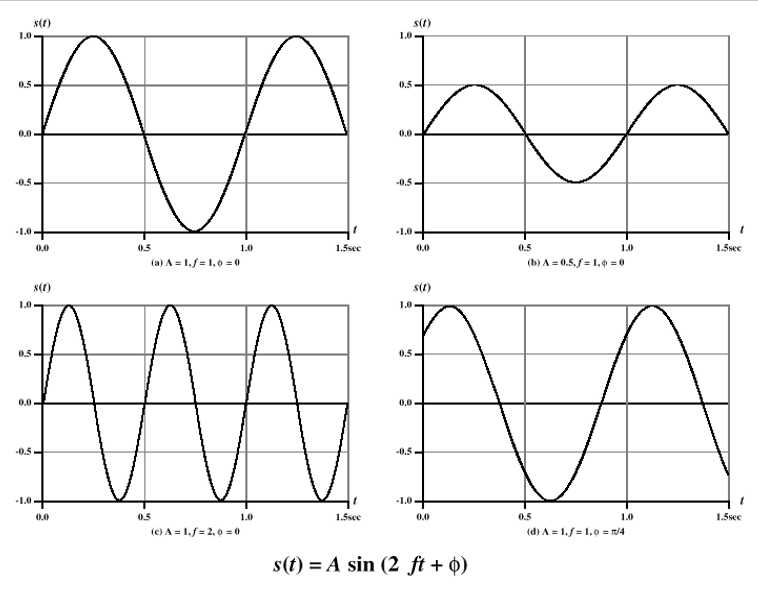 s(t)
1.0
0.5
0.0
-0.5
-1.0
t
0.0 0.5 1.0 1.5sec
(a) A = 1, f = 1, ϕ = 0
s(t)
1.0
0.5
0.0
-0.5
-1.0
t
0.0 0.5 1.0 1.5sec
(b) A = 0.5, f = 1, ϕ = 0
s(t)
1.0
0.5
0.0
-0.5
-1.0
t
0.0 0.5 1.0 1.5sec
(c) A = 1, f = 2, ϕ = 0
s(t)
1.0
0.5
0.0
-0.5
-1.0
t
0.0 0.5 1.0 1.5sec
(d) A = 1, f = 1, ϕ = π/4
s(t) = A sin (2 ft + ϕ)